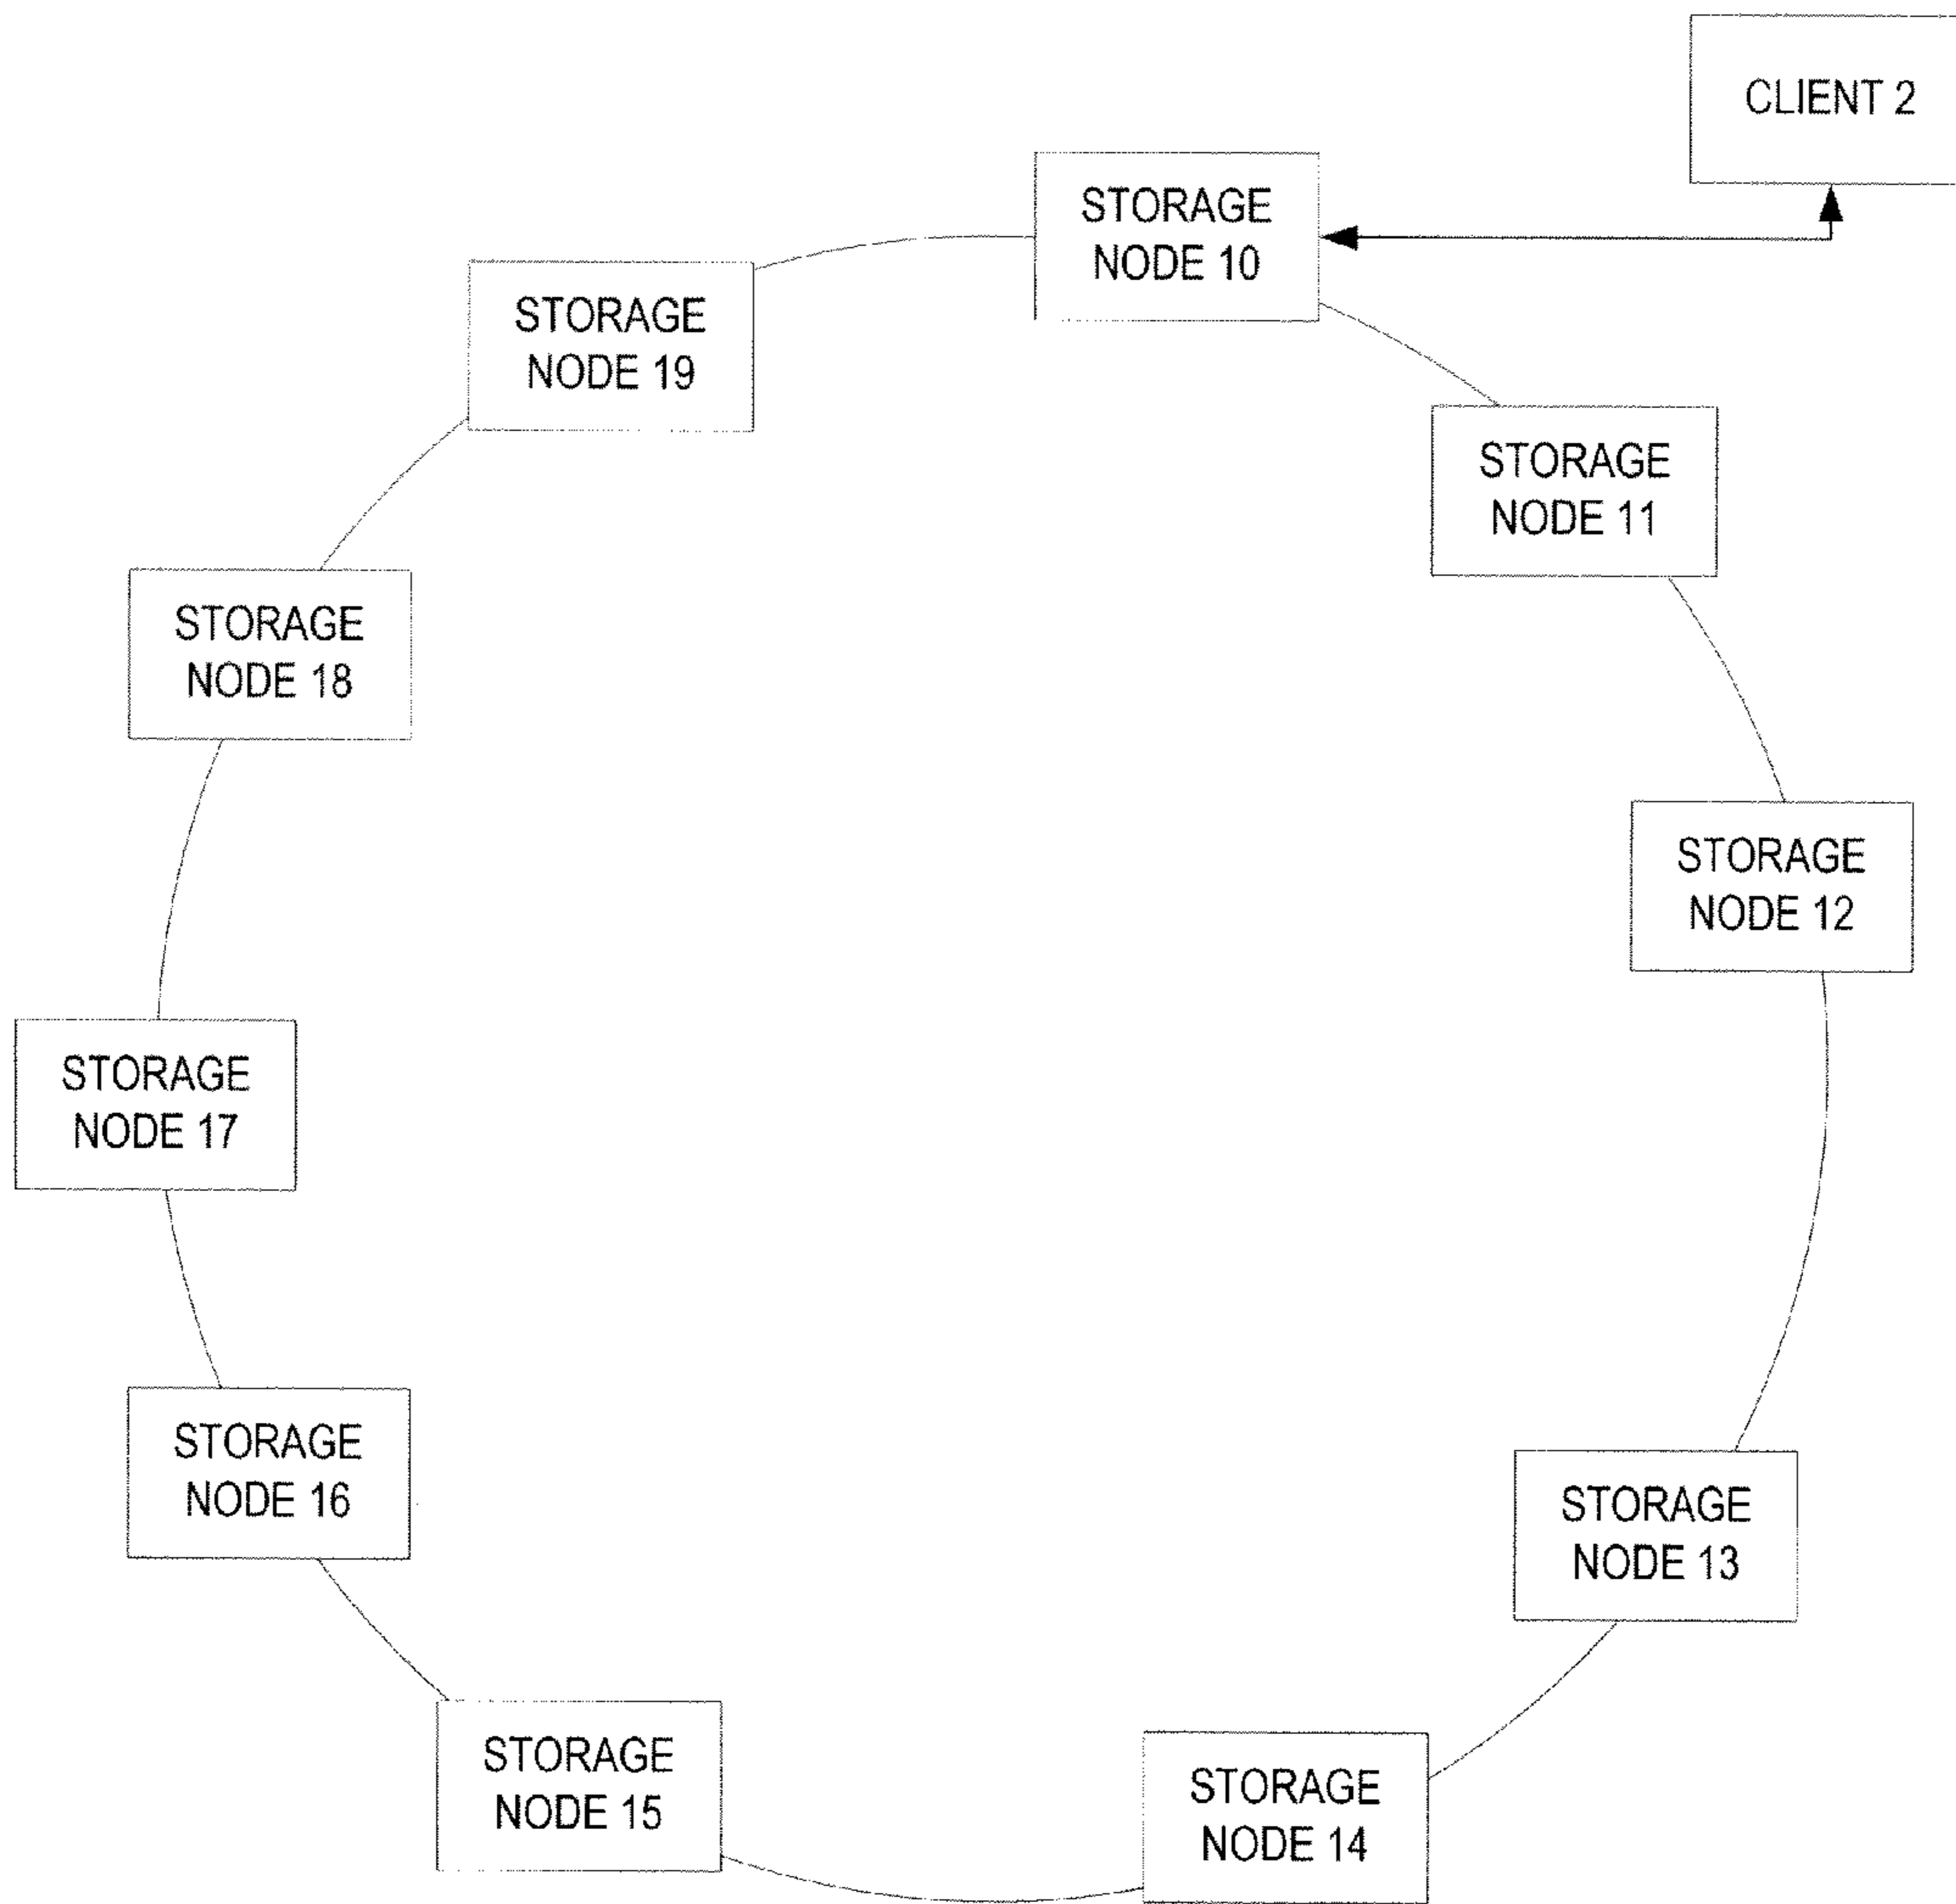 CLIENT 2
STORAGE
NODE 10
STORAGE
NODE 19
STORAGE
NODE 11
STORAGE
NODE 18
STORAGE
NODE 12
STORAGE
NODE 17
STORAGE
NODE 16
STORAGE
NODE 13
STORAGE
NODE 15
STORAGE
NODE 14